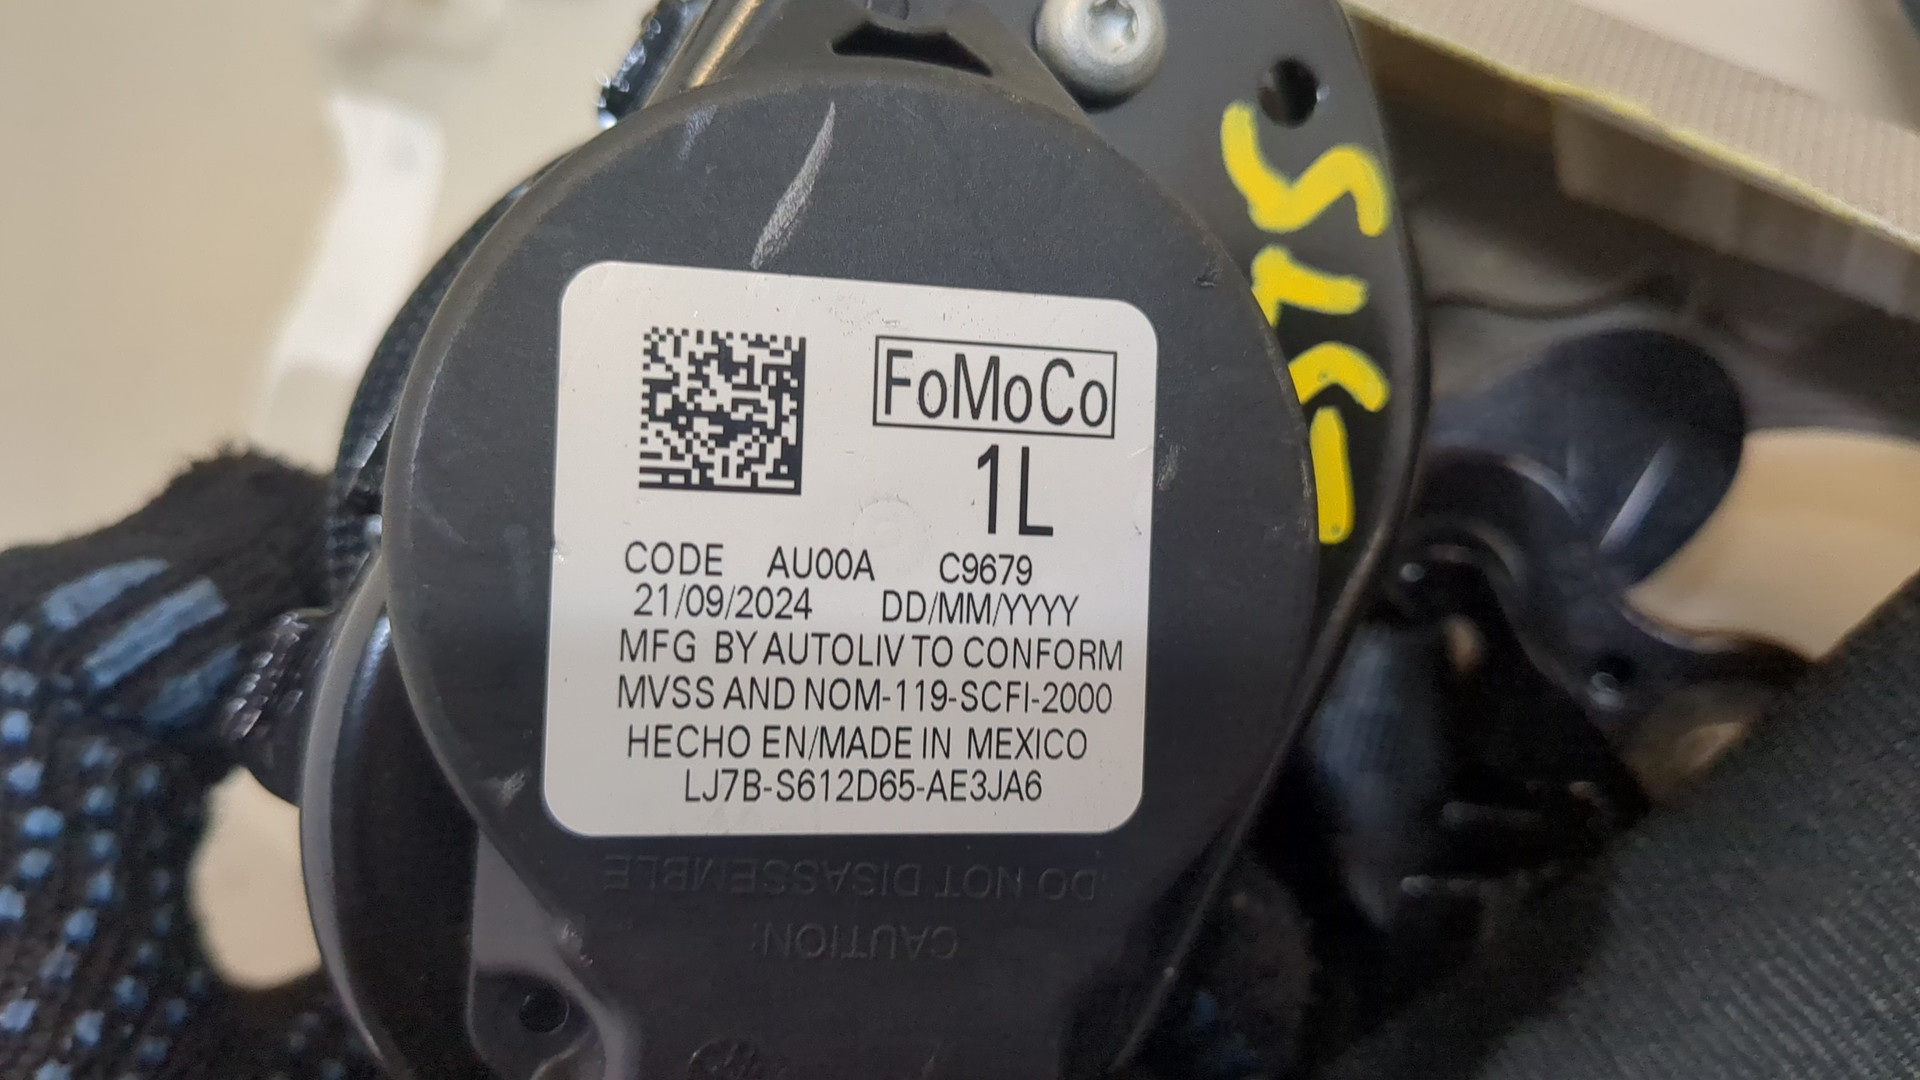 FoMoCo
1L
CODE AU00A C9679
21/09/2024 DD/MM/YYYY
MFG BY AUTOLIV TO CONFORM
MVSS AND NOM-119-SCFI-2000
HECHO EN/MADE IN MEXICO
LJ7B-S612D65-AE3JA6
CAUTION:
DO NOT DISASSEMBLE